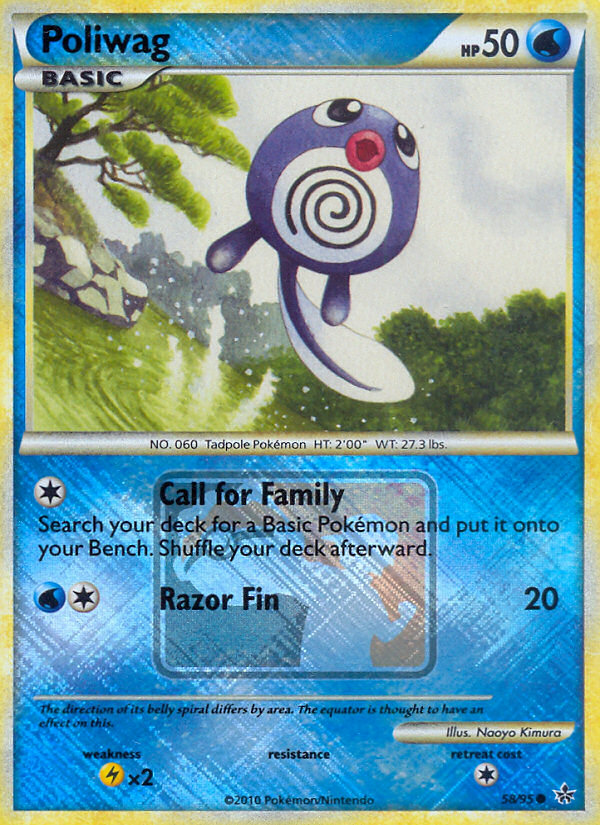 Poliwag
HP 50
BASIC
NO. 060 Tadpole Pokémon HT: 2'00" WT: 27.3 lbs.
Call for Family
Search your deck for a Basic Pokémon and put it onto
your Bench. Shuffle your deck afterward.
Razor Fin 20
The direction of its belly spiral differs by area. The equator is thought to have an
effect on this.
Illus. Naoyo Kimura
weakness resistance retreat cost
×2
58/95
©2010 Pokémon/Nintendo